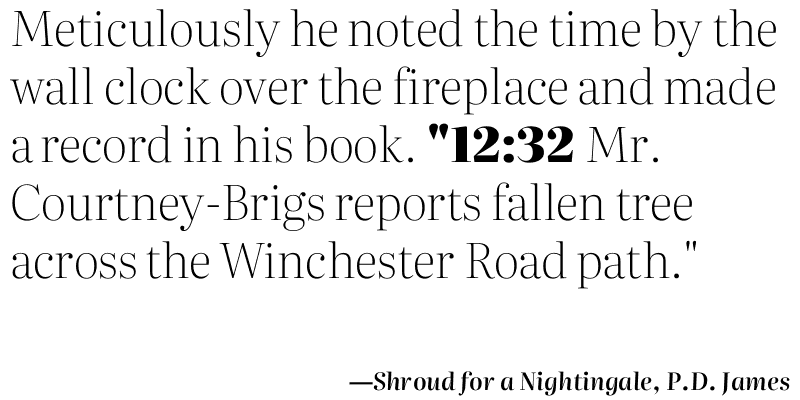 Meticulously he noted the time by the
wall clock over the fireplace and made
a record in his book. "12:32 Mr.
Courtney-Brigs reports fallen tree
across the Winchester Road path."
—Shroud for a Nightingale, P.D. James